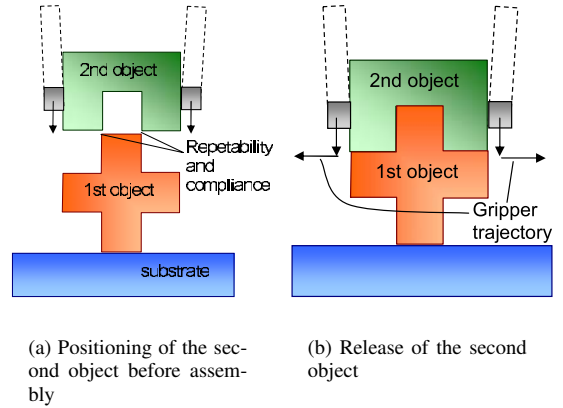 2nd object
Repetability
and
compliance
1st object
substrate
2nd object
1st object
Gripper
trajectory
(a) Positioning of the sec-
ond object before assem-
bly
(b) Release of the second
object